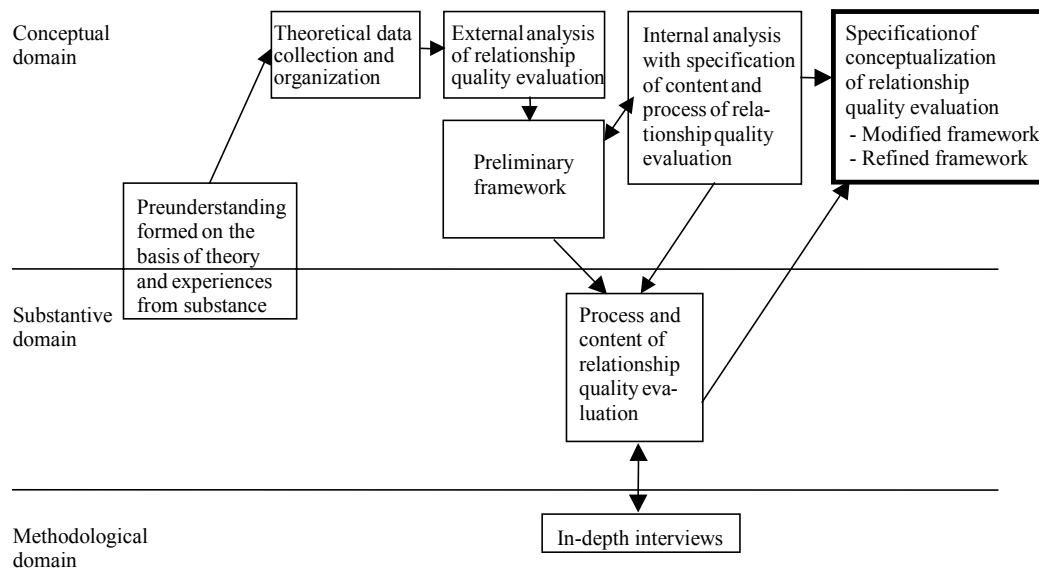 Conceptual
domain
Theoretical data
collection and
organization
External analysis
of relationship
quality evaluation
Internal analysis
with specification
of content and
process of rela-
tionship quality
evaluation
Specificationof
conceptualization
of relationship
quality evaluation
- Modified framework
- Refined framework
Preliminary
framework
Preunderstanding
formed on the
basis of theory
and experiences
from substance
Substantive
domain
Process and
content of
relationship
quality eva-
luation
Methodological
domain
In-depth interviews